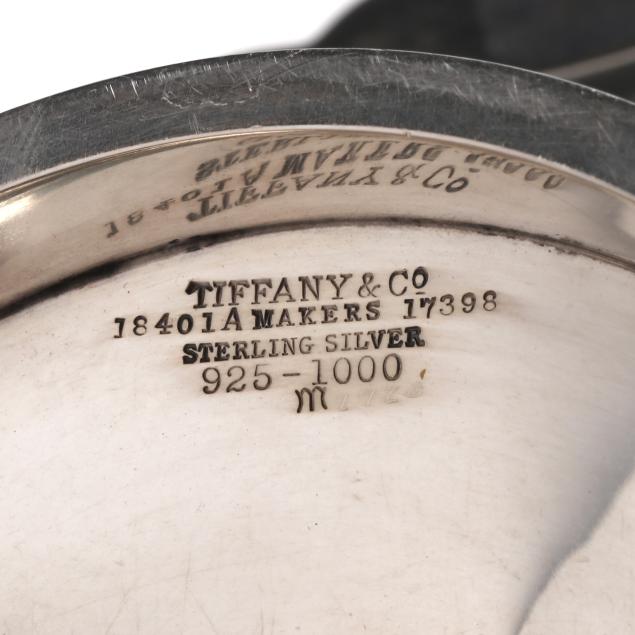 TIFFANY & Co
18401A MAKERS 17398
STERLING SILVER
925-1000
m